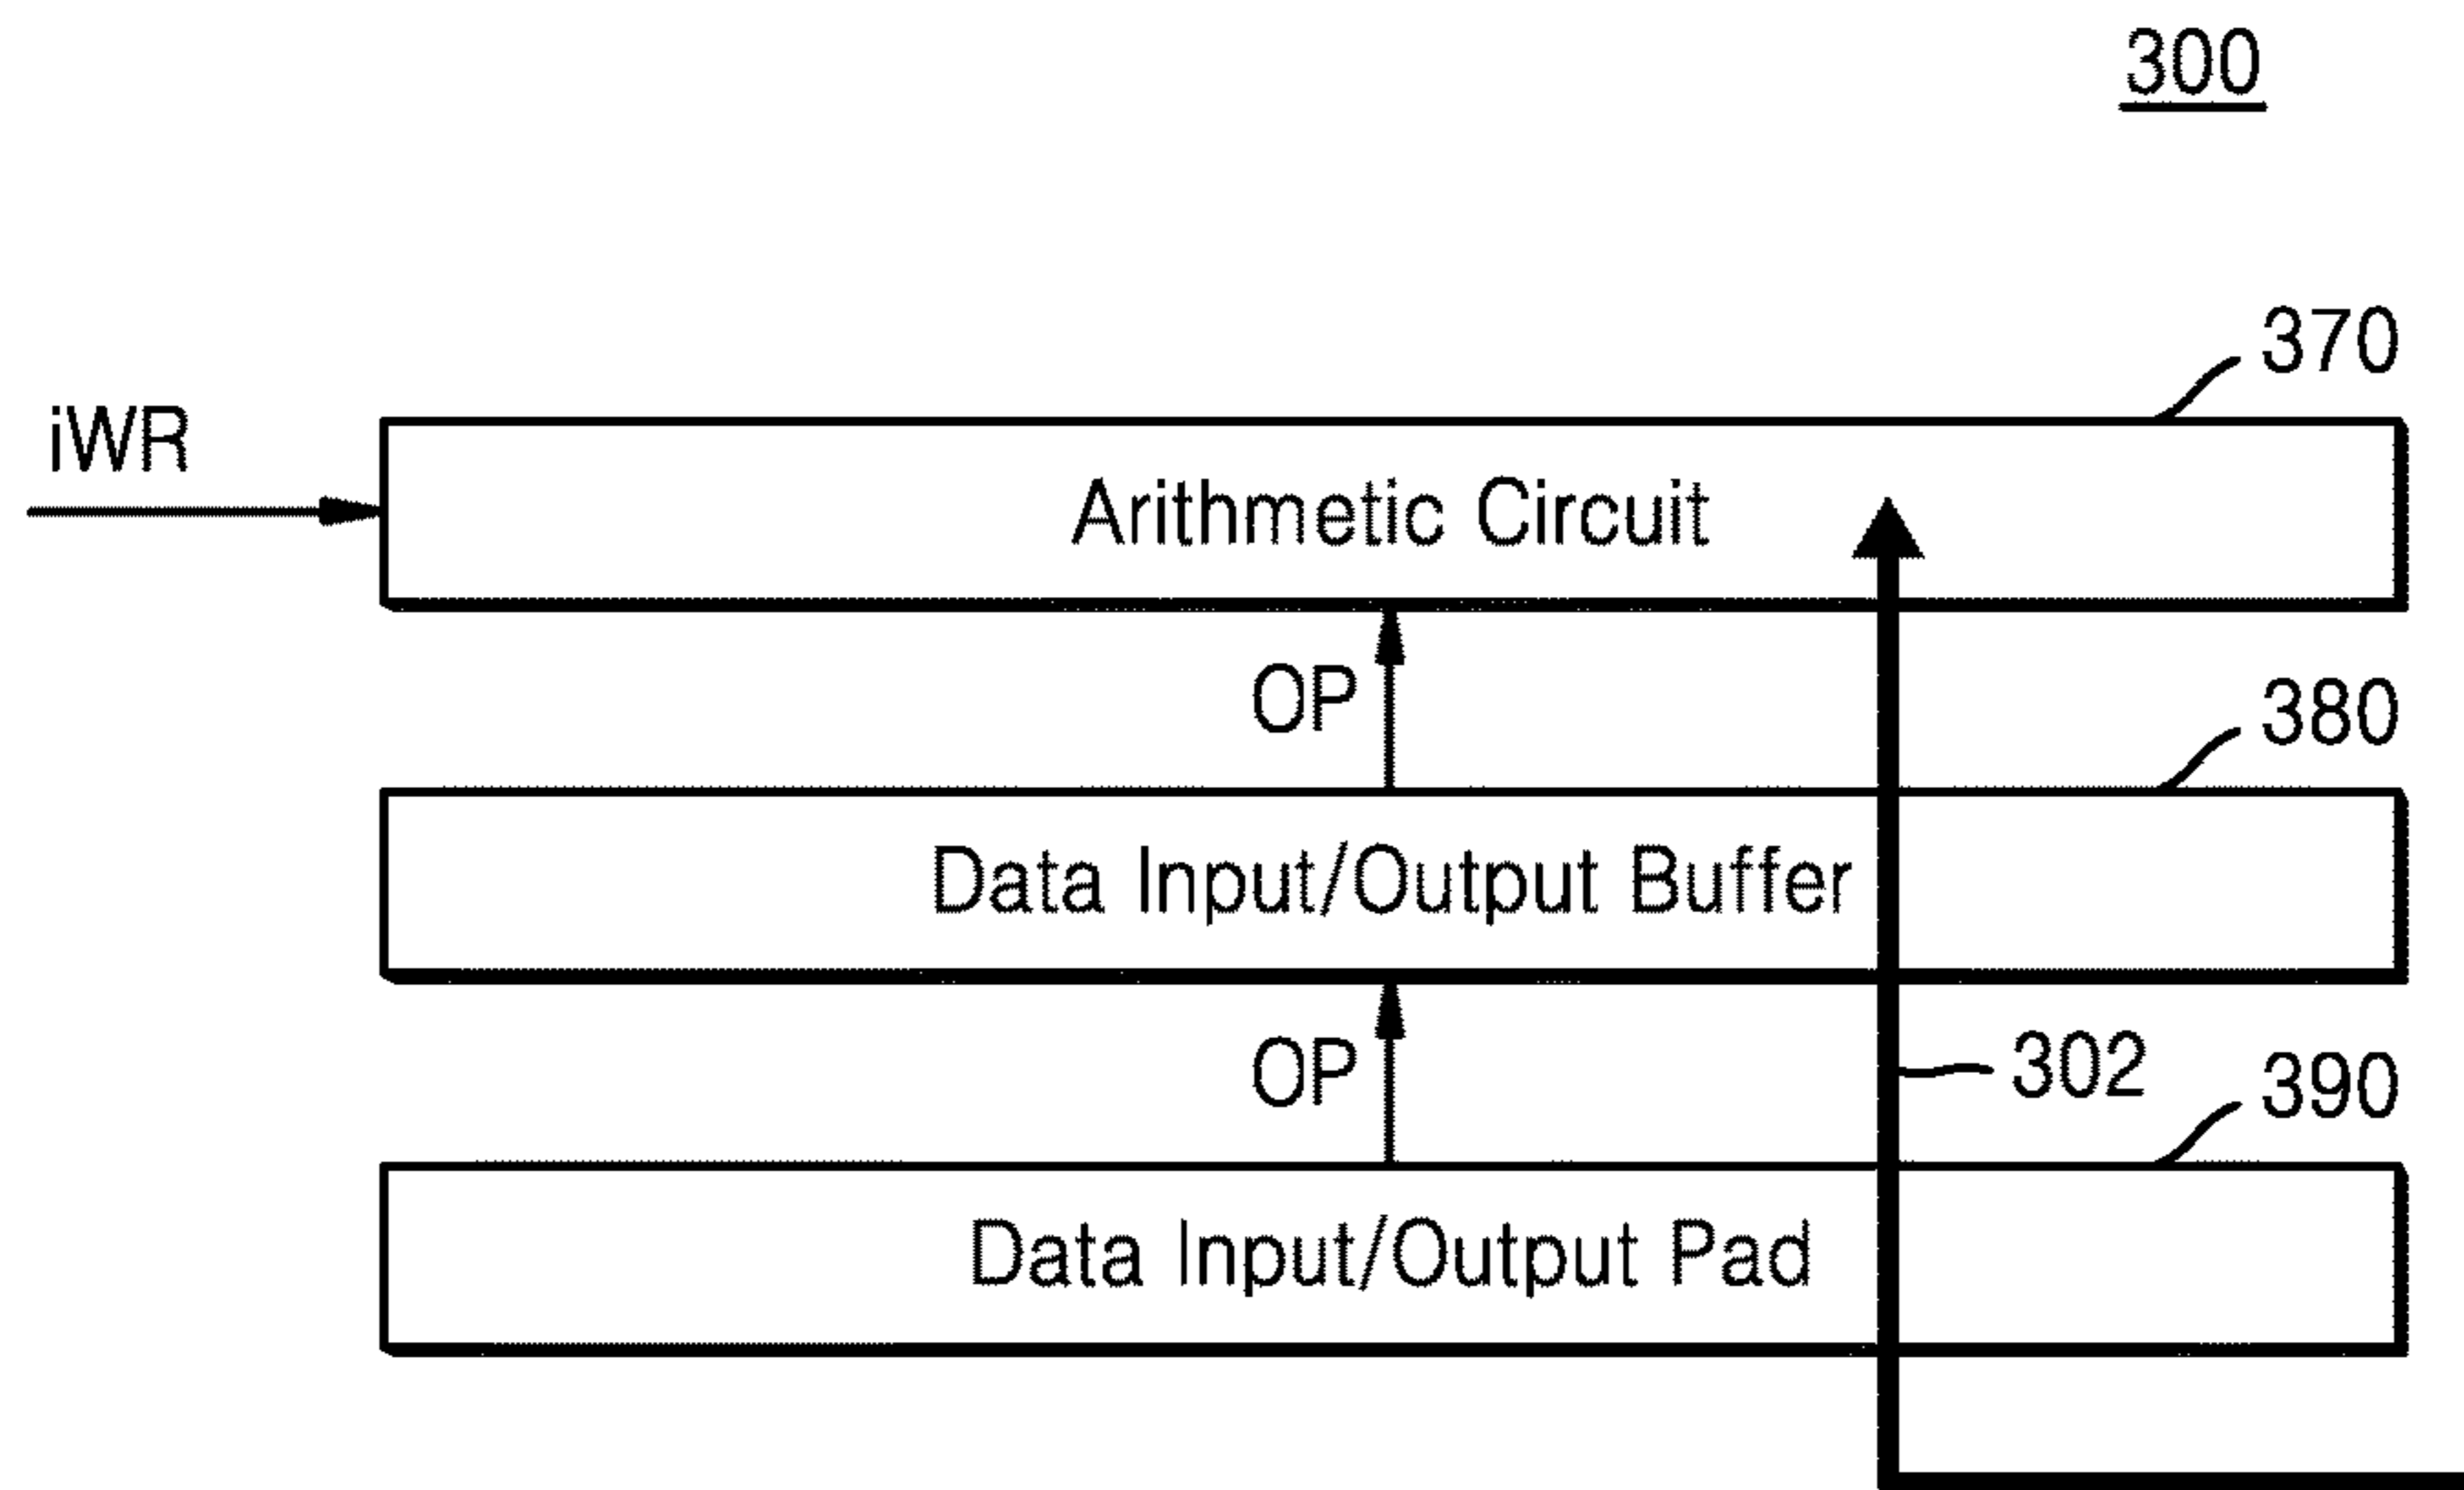 300
370
iWR
Arithmetic Circuit
OP
380
Data Input/Output Buffer
OP
302
390
Data Input/Output Pad